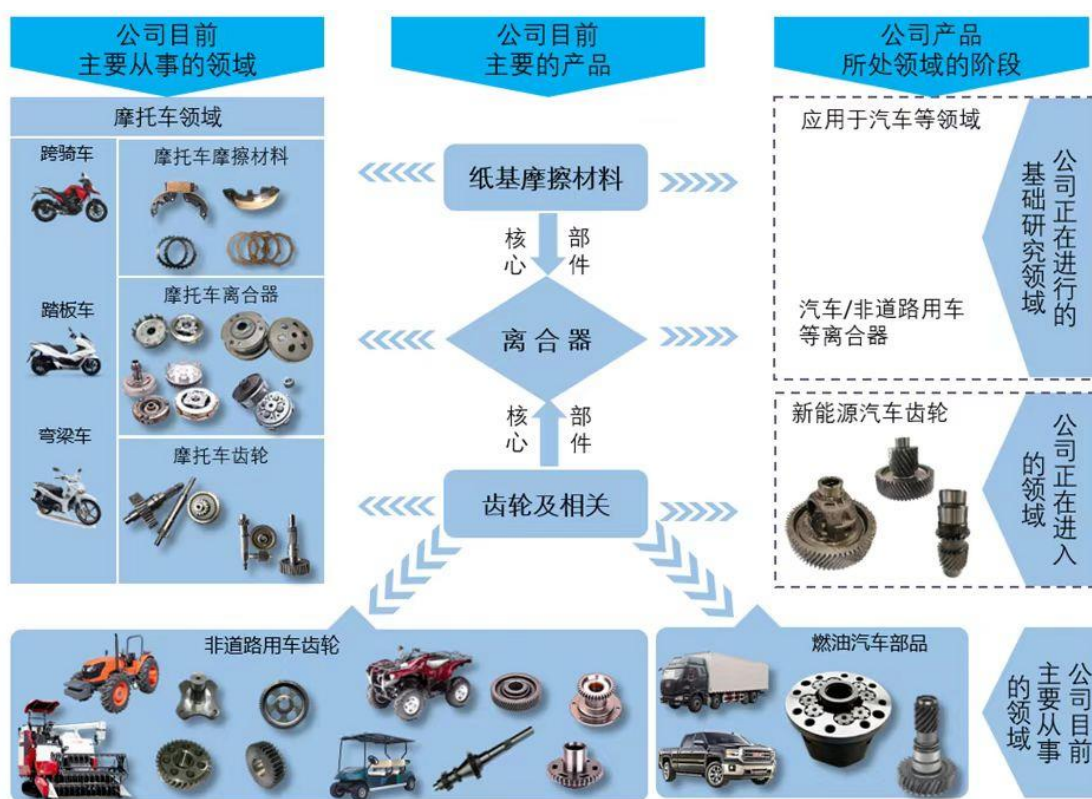 公司目前
主要从事的领域
公司目前
主要的产品
公司产品
所处领域的阶段
摩托车领域
跨骑车
踏板车
弯梁车
摩托车摩擦材料
摩托车离合器
摩托车齿轮
纸基摩擦材料
核心
部件
离合器
核心
部件
齿轮及相关
应用于汽车等领域
汽车/非道路用车
等离合器
公司正在进行的
基础研究领域
新能源汽车齿轮
公司正在进入
的领域
非道路用车齿轮
燃油汽车部品
公司目前
主要从事
的领域